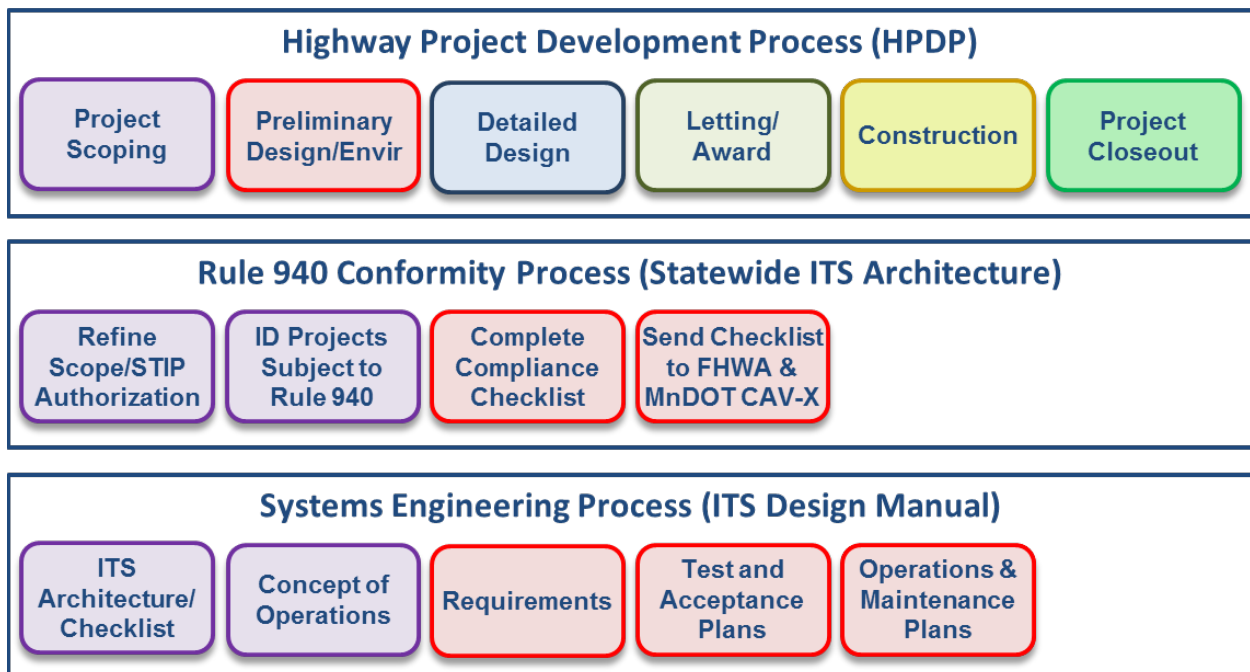 Highway Project Development Process (HPDP)
Project
Scoping
Preliminary
Design/Envir
Detailed
Design
Letting/
Award
Construction
Project
Closeout
Rule 940 Conformity Process (Statewide ITS Architecture)
Refine
Scope/STIP
Authorization
ID Projects
Subject to
Rule 940
Complete
Compliance
Checklist
Send Checklist
to FHWA &
MnDOT CAV-X
Systems Engineering Process (ITS Design Manual)
ITS
Architecture/
Checklist
Concept of
Operations
Requirements
Test and
Acceptance
Plans
Operations &
Maintenance
Plans